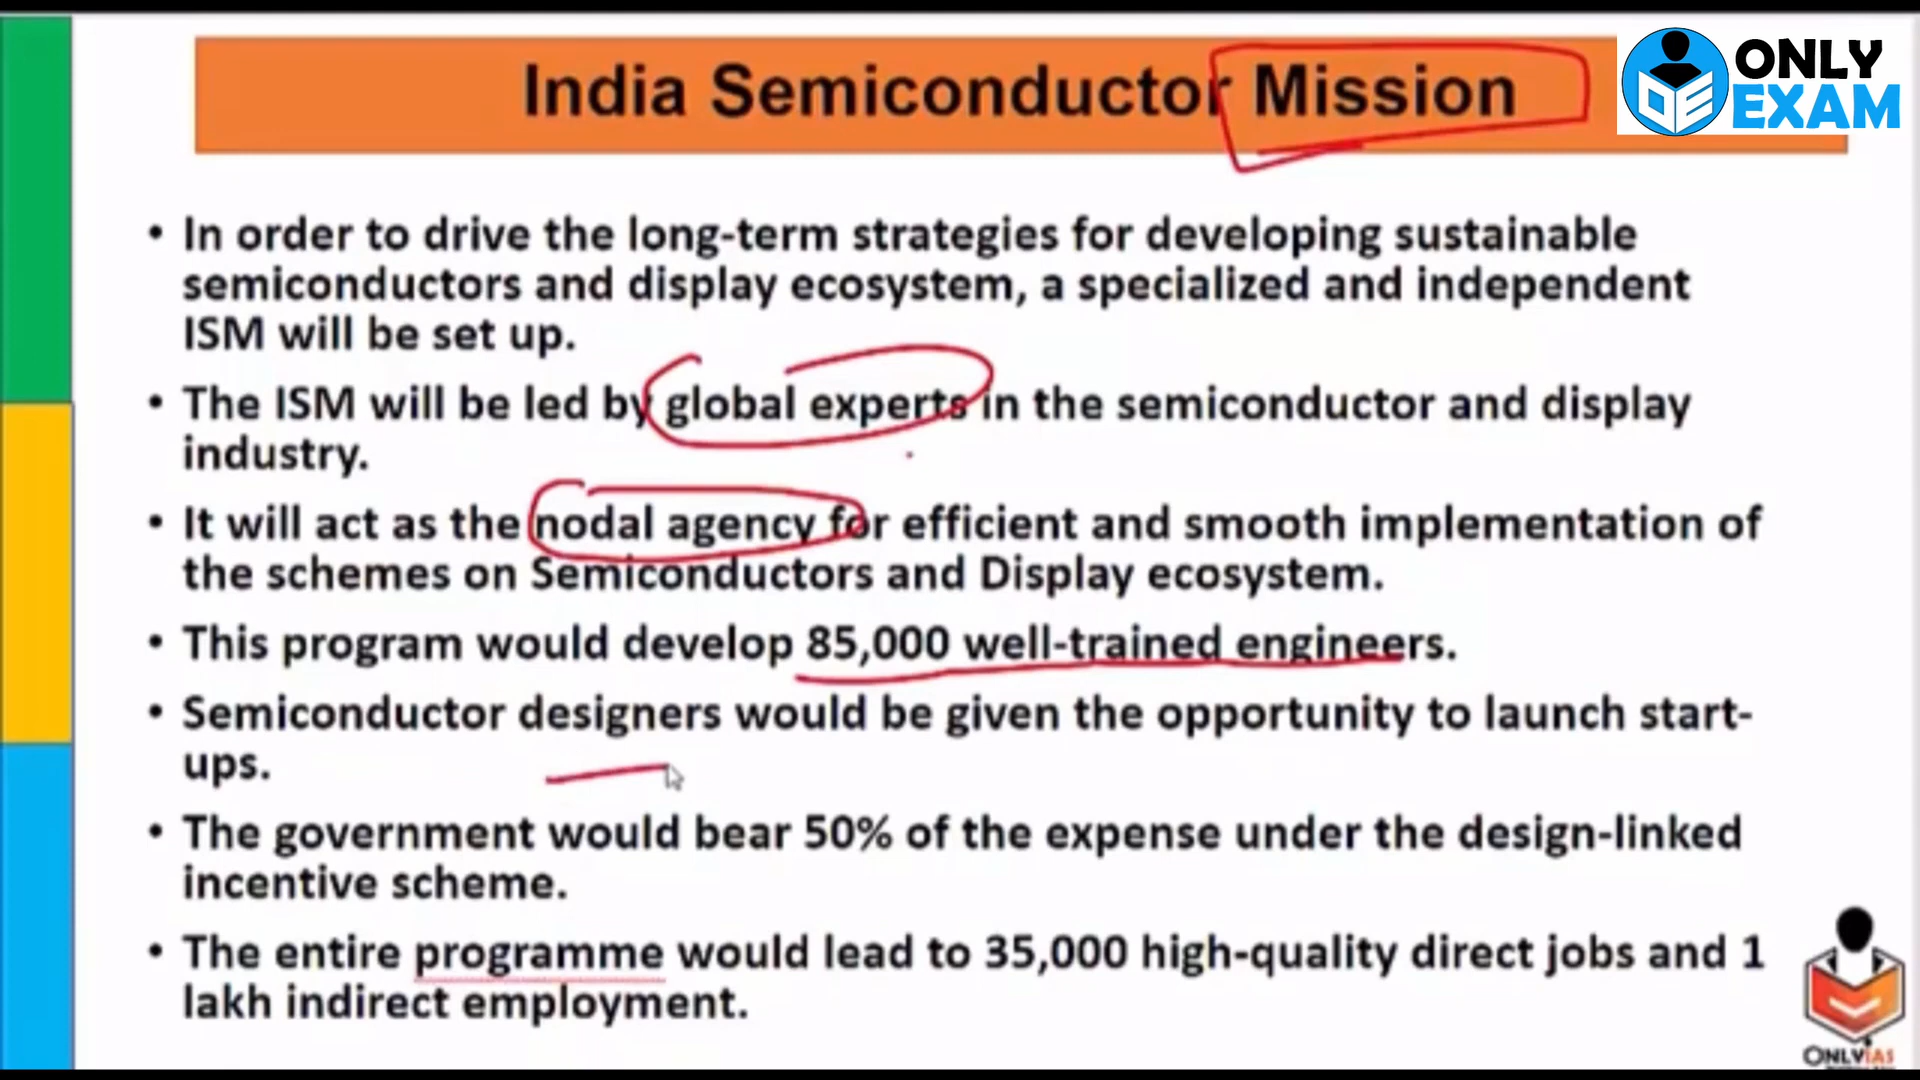 India Semiconductor Mission
ONLY
EXAM
• In order to drive the long-term strategies for developing sustainable
semiconductors and display ecosystem, a specialized and independent
ISM will be set up.
• The ISM will be led by global experts in the semiconductor and display
industry.
• It will act as the nodal agency for efficient and smooth implementation of
the schemes on Semiconductors and Display ecosystem.
• This program would develop 85,000 well-trained engineers.
• Semiconductor designers would be given the opportunity to launch start-
ups.
• The government would bear 50% of the expense under the design-linked
incentive scheme.
• The entire programme would lead to 35,000 high-quality direct jobs and 1
lakh indirect employment.
ONLYIAS